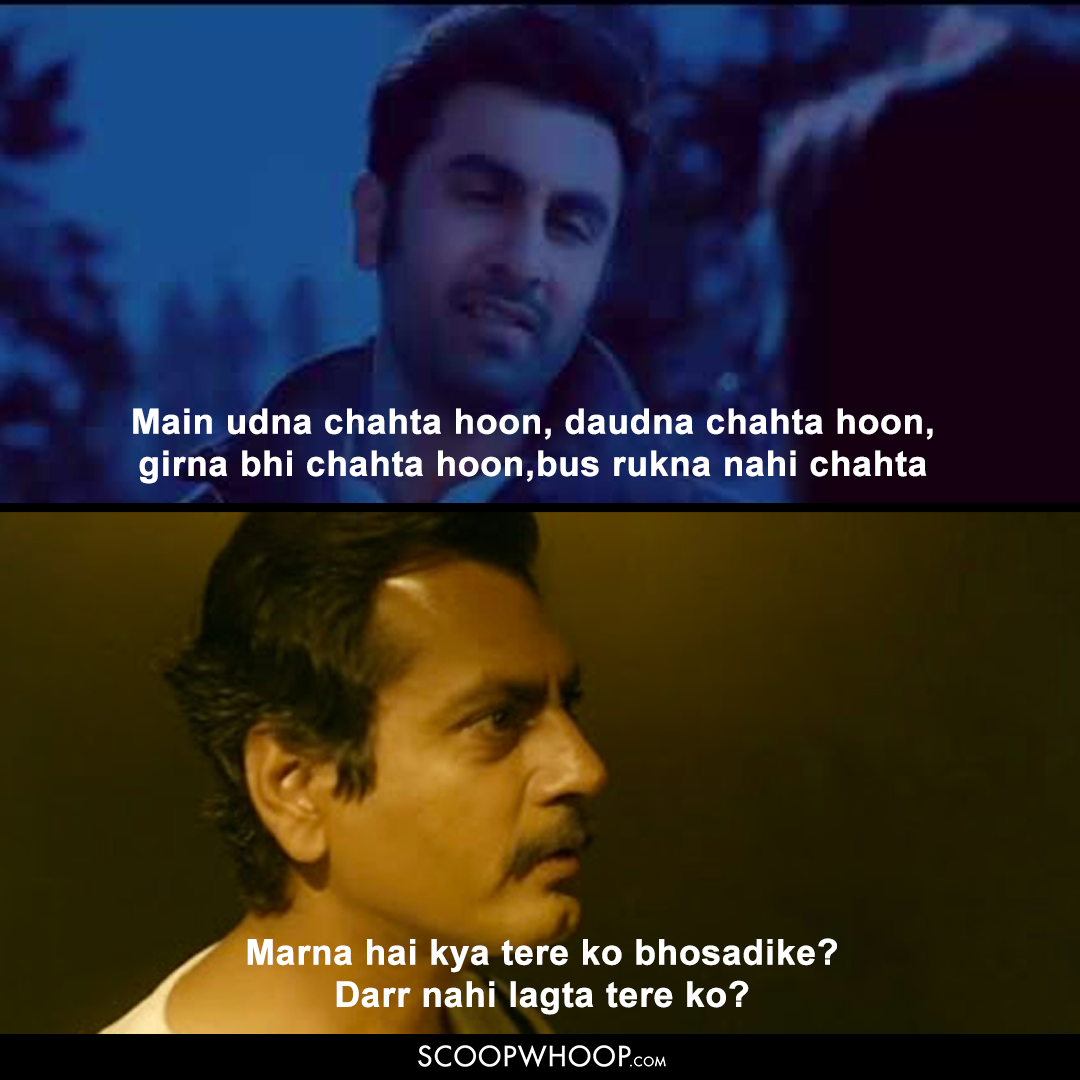 Main udna chahta hoon, daudna chahta hoon,
girna bhi chahta hoon,bus rukna nahi chahta
Marna hai kya tere ko bhosadike?
Darr nahi lagta tere ko?
SCOOPWHOOP.COM